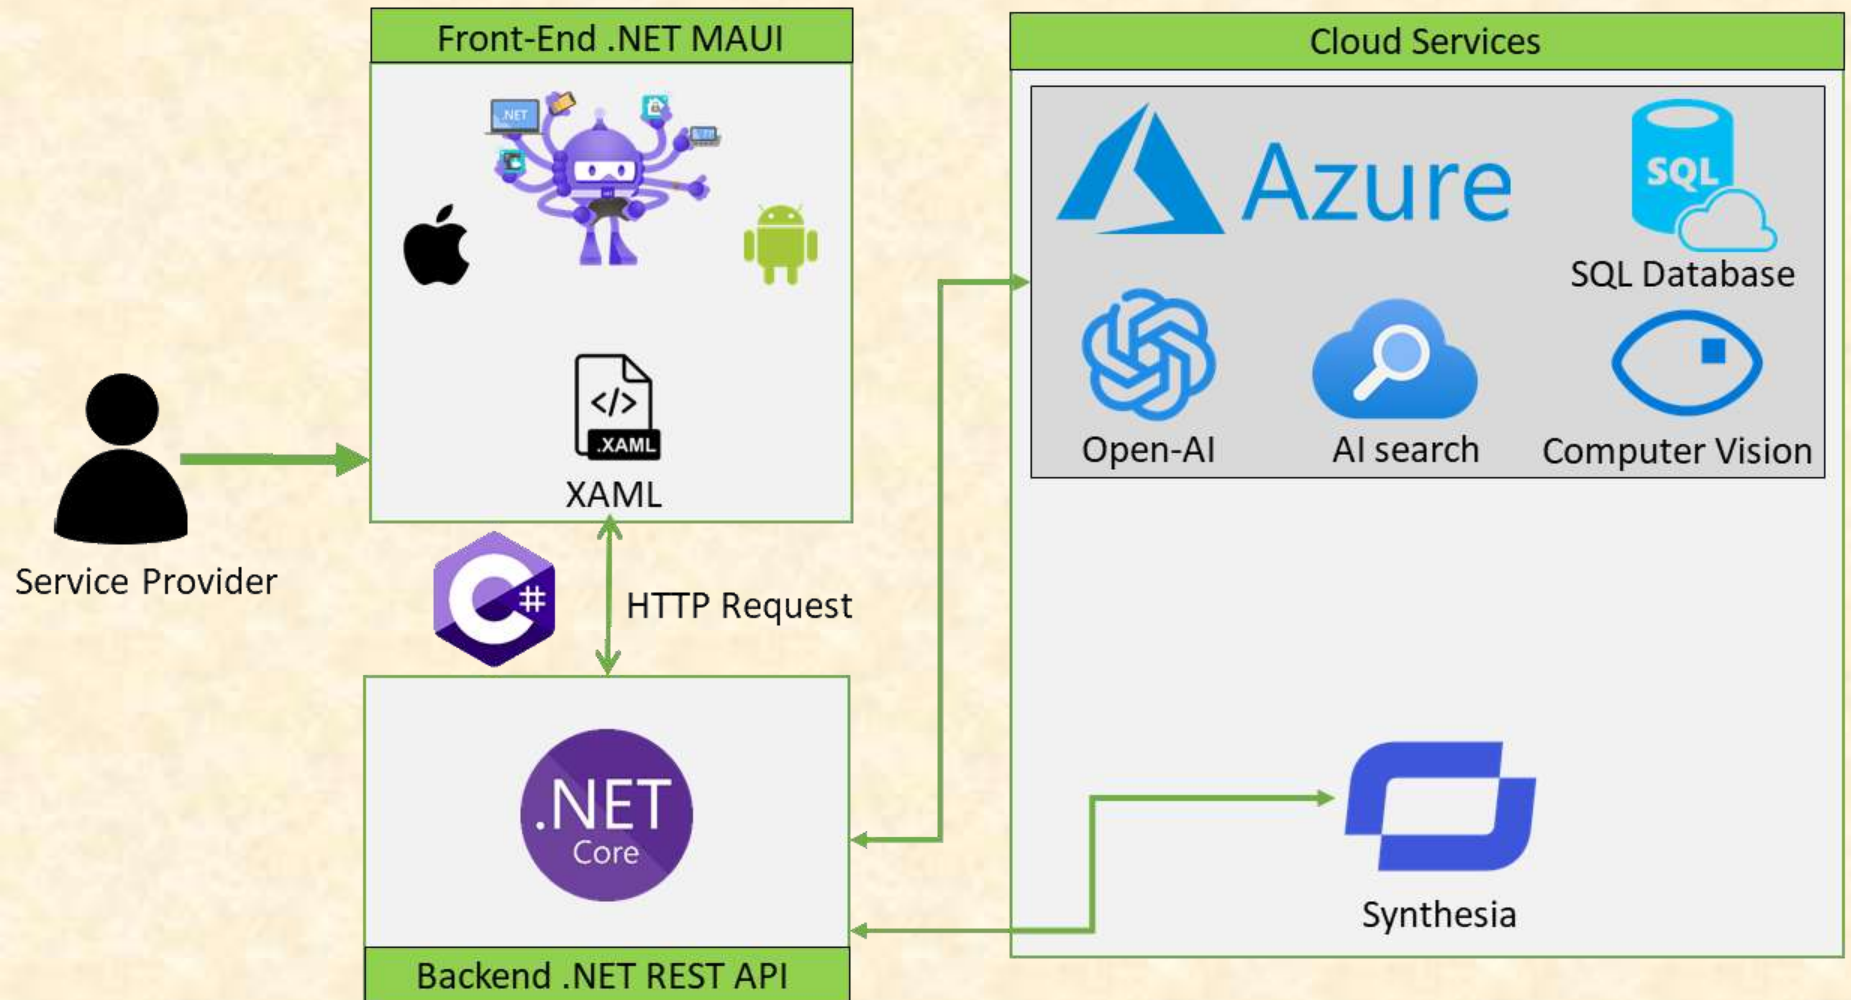 Front-End .NET MAUI
.NET
.XAML
XAML
Service Provider
C#
HTTP Request
.NET
Core
Backend .NET REST API
Cloud Services
Azure
SQL
SQL Database
Open-AI
AI search
Computer Vision
Synthesia